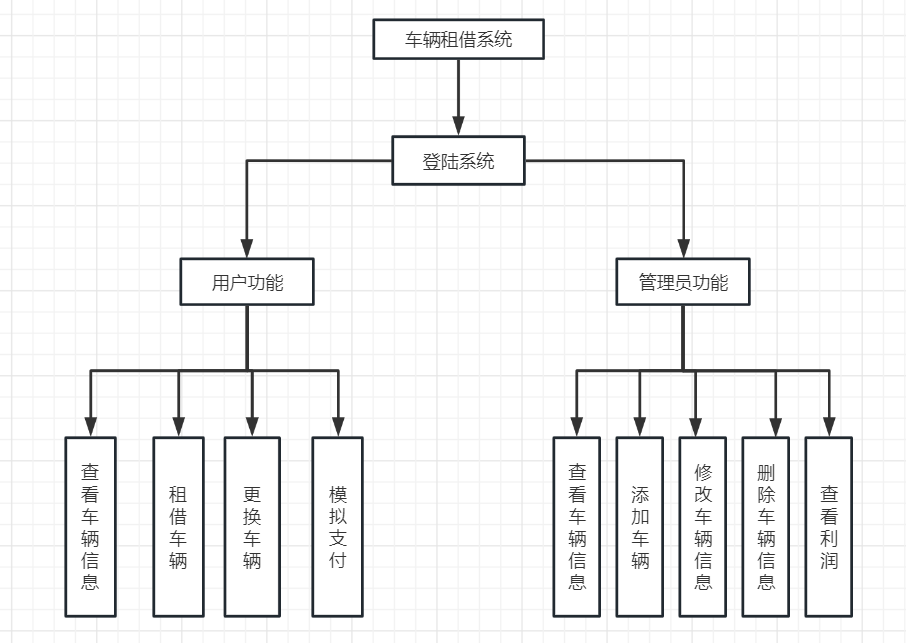 车辆租借系统
登陆系统
用户功能
管理员功能
查看车辆信息
租借车辆
更换车辆
模拟支付
查看车辆信息
添加车辆
修改车辆信息
删除车辆信息
查看利润